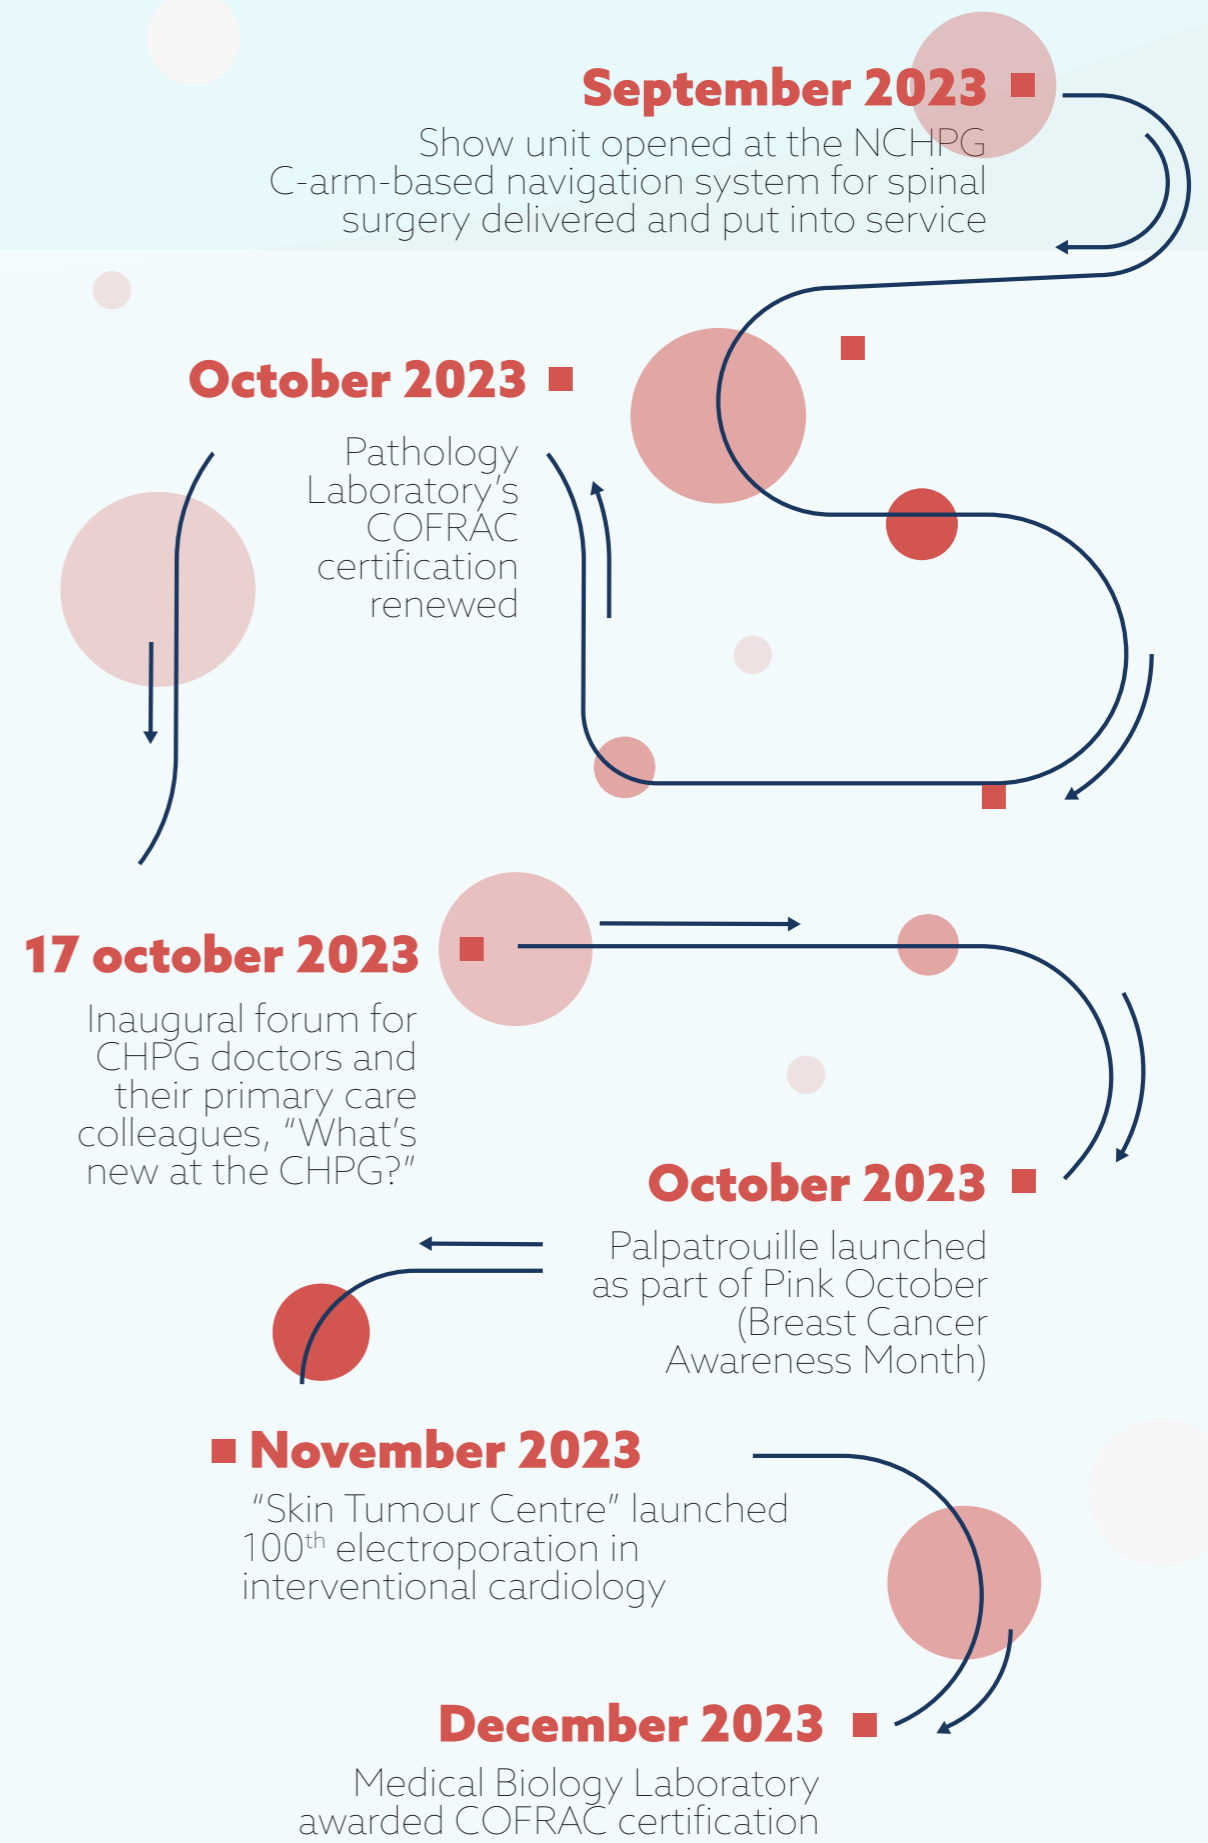 September 2023
Show unit opened at the NCHPG
C-arm-based navigation system for spinal
surgery delivered and put into service
October 2023
Pathology
Laboratory’s
COFRAC
certification
renewed
17 october 2023
Inaugural forum for
CHPG doctors and
their primary care
colleagues, “What’s
new at the CHPG?”
October 2023
Palpatrouille launched
as part of Pink October
(Breast Cancer
Awareness Month)
November 2023
“Skin Tumour Centre” launched
100th electroporation in
interventional cardiology
December 2023
Medical Biology Laboratory
awarded COFRAC certification